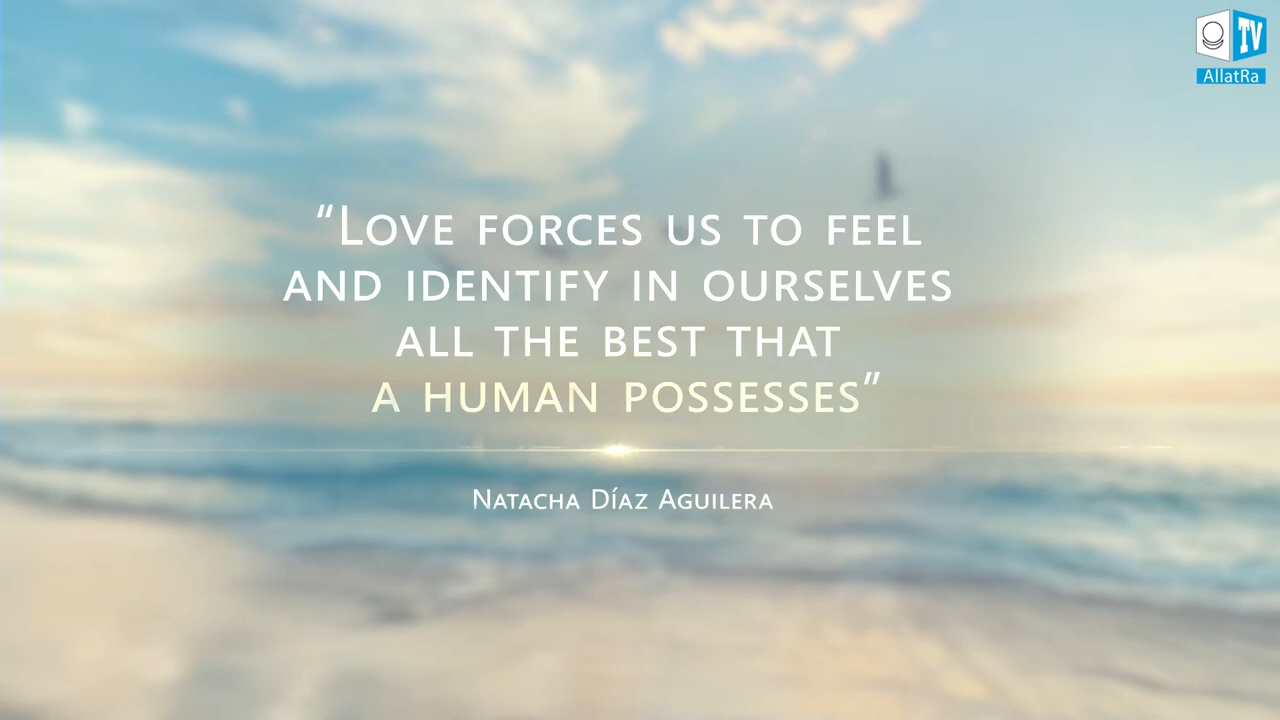 TV
AllatRa
“Love forces us to feel
and identify in ourselves
all the best that
a human possesses”
Natacha Díaz Aguilera